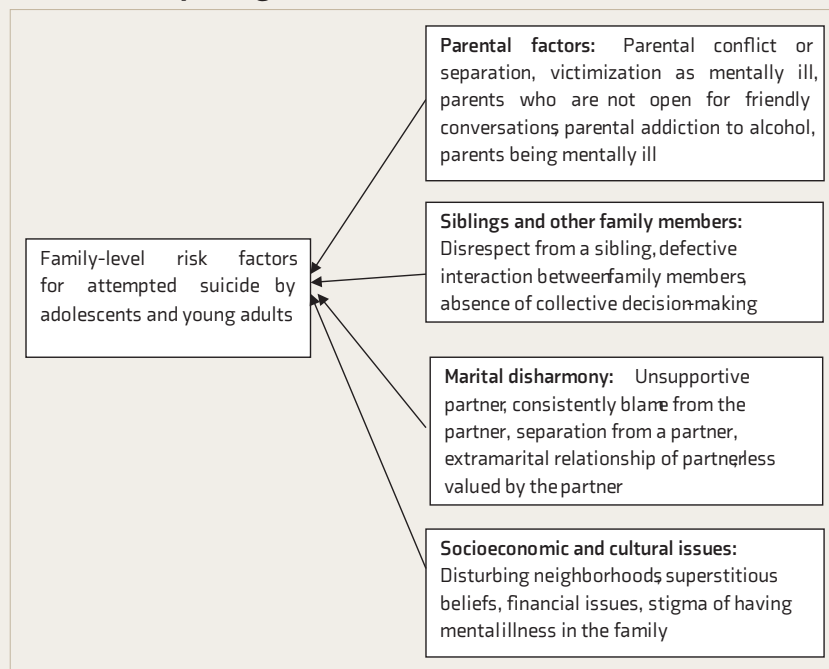 Parental factors: Parental conflict or
separation, victimization as mentally ill,
parents who are not open for friendly
conversations, parental addiction to alcohol,
parents being mentally ill
Siblings and other family members:
Disrespect from a sibling, defective
interaction between family members,
absence of collective decision-making
Family-level risk factors
for attempted suicide by
adolescents and young adults
Marital disharmony: Unsupportive
partner, consistently blame from the
partner, separation from a partner,
extramarital relationship of partner, less
valued by the partner
Socioeconomic and cultural issues:
Disturbing neighborhoods, superstitious
beliefs, financial issues, stigma of having
mental illness in the family